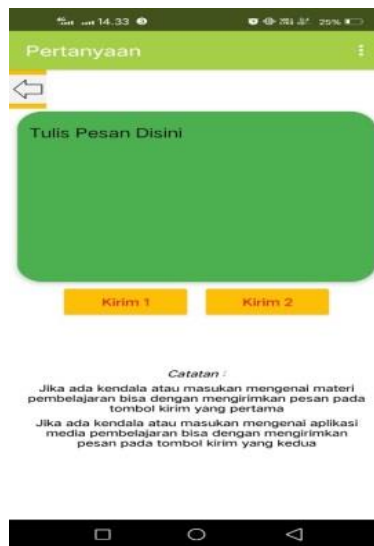 14.33
25%
Pertanyaan
Tulis Pesan Disini
Kirim 1
Kirim 2
Catatan :
Jika ada kendala atau masukan mengenai materi
pembelajaran bisa dengan mengirimkan pesan pada
tombol kirim yang pertama
Jika ada kendala atau masukan mengenai aplikasi
media pembelajaran bisa dengan mengirimkan
pesan pada tombol kirim yang kedua